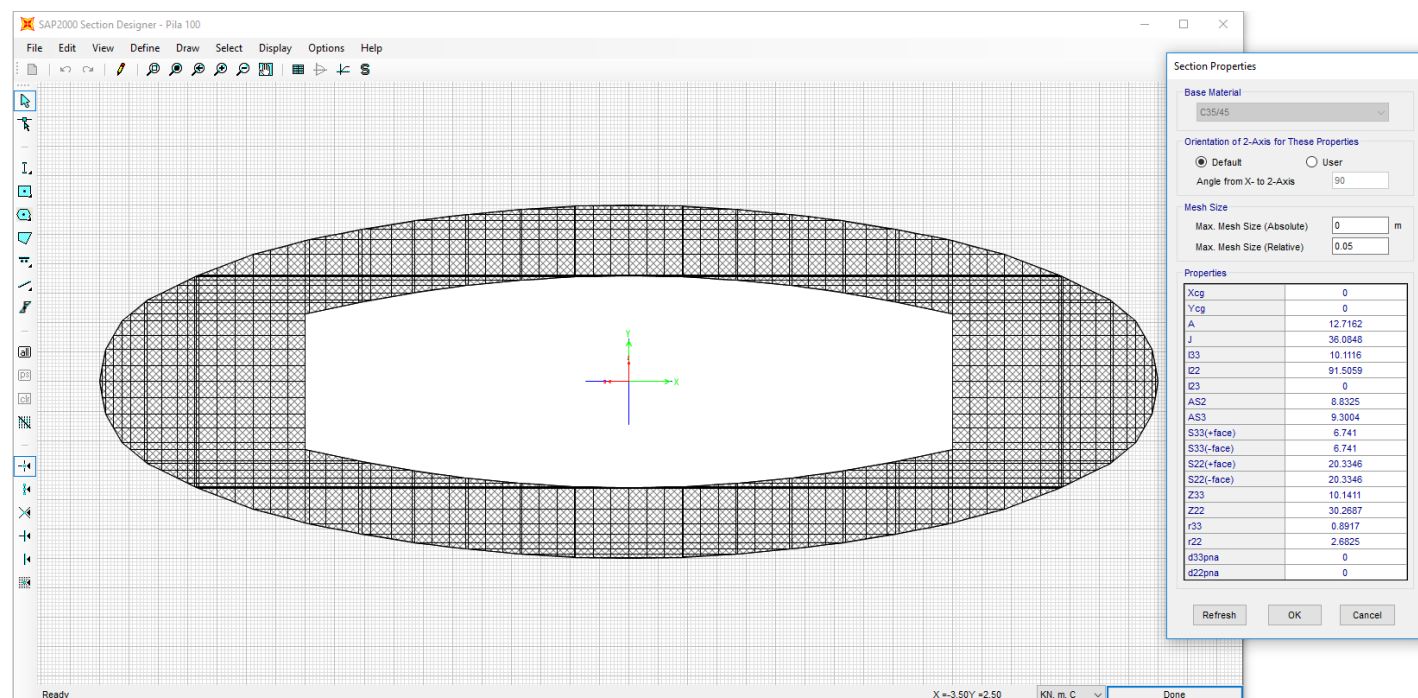 SAP2000 Section Designer - Pila 100
File Edit View Define Draw Select Display Options Help
S
I
all
ps
ck
Y
X
Ready
X =-3.50Y =2.50
KN, m, C
Done
Section Properties
Base Material
C35/45
Orientation of 2-Axis for These Properties
Default User
Angle from X- to 2-Axis 90
Mesh Size
Max. Mesh Size (Absolute) 0 m
Max. Mesh Size (Relative) 0.05
Properties
Xcg 0
Ycg 0
A 12.7162
J 36.0848
I33 10.1116
I22 91.5059
I23 0
AS2 8.8325
AS3 9.3004
S33(+face) 6.741
S33(-face) 6.741
S22(+face) 20.3346
S22(-face) 20.3346
Z33 10.1411
Z22 30.2687
r33 0.8917
r22 2.6825
d33pna 0
d22pna 0
Refresh OK Cancel